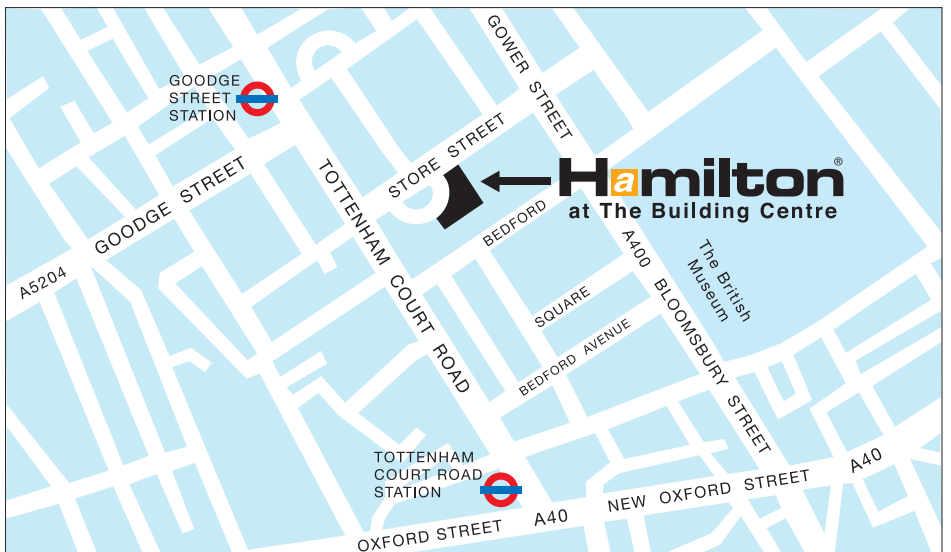 GOODGE
STREET
STATION
GOWER STREET
STORE STREET
GOODGE STREET
A5204
TOTTENHAM COURT ROAD
Hamilton®
at The Building Centre
BEDFORD
SQUARE
BEDFORD AVENUE
A400 BLOOMSBURY STREET
The British
Museum
TOTTENHAM
COURT ROAD
STATION
OXFORD STREET A40 NEW OXFORD STREET A40